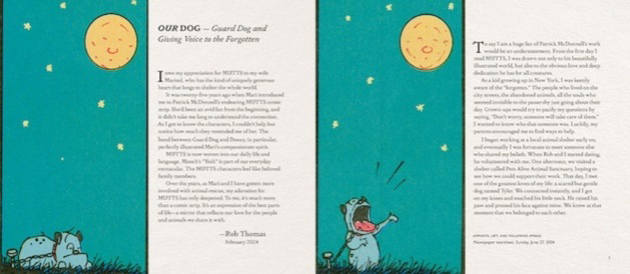 OUR DOG — Guard Dog and
Giving Voice to the Forgotten
I owe my appreciation for MUTTS to my wife
Marisol, who has the kind of uniquely generous
heart that longs to shelter the whole world.
It was twenty-five years ago when Mari introduced
me to Patrick McDonnell's endearing MUTTS comic
strip. She'd been an avid fan from the beginning, and
it didn't take me long to understand the connection.
As I got to know the characters, I couldn't help but
notice how much they reminded me of her. The
bond between Guard Dog and Doozy, in particular,
perfectly illustrated Mari's compassionate spirit.
MUTTS is now woven into our daily life and
language. Mooch's "Yesh" is part of our everyday
vernacular. The MUTTS characters feel like beloved
family members.
Over the years, as Mari and I have gotten more
involved with animal rescue, my adoration for
MUTTS has only deepened. To me, it's much more
than a comic strip. It's an expression of the best parts
of life—a mirror that reflects our love for the people
and animals we share it with.
—Rob Thomas
February 2024
To say I am a huge fan of Patrick McDonnell's work
would be an understatement. From the first day I
read MUTTS, I was drawn not only to his beautifully
illustrated world, but also to the obvious love and deep
dedication he has for all creatures.
As a kid growing up in New York, I was keenly
aware of the "forgotten." The people who lived on the
city streets, the abandoned animals, all the souls who
seemed invisible to the passersby just going about their
day. Grown-ups would try to pacify my questions by
saying, "Don't worry, someone will take care of them."
I wanted to know who that someone was. Luckily, my
parents encouraged me to find ways to help.
I began working at a local animal shelter early on,
and eventually I was fortunate to meet someone else
who shared my beliefs. When Rob and I started dating,
he volunteered with me. One afternoon, we visited a
shelter called Pets Alive Animal Sanctuary, hoping to
see how we could support their work. That day, I met
one of the greatest loves of my life: a scared but gentle
dog named Tyler. We connected instantly, and I got
on my knees and touched his little neck. He raised his
paw and pressed his against mine. We knew at that
moment that we belonged to each other.
OPPOSITE, LEFT, AND FOLLOWING SPREAD
Newspaper
Sunday, June 27, 2004